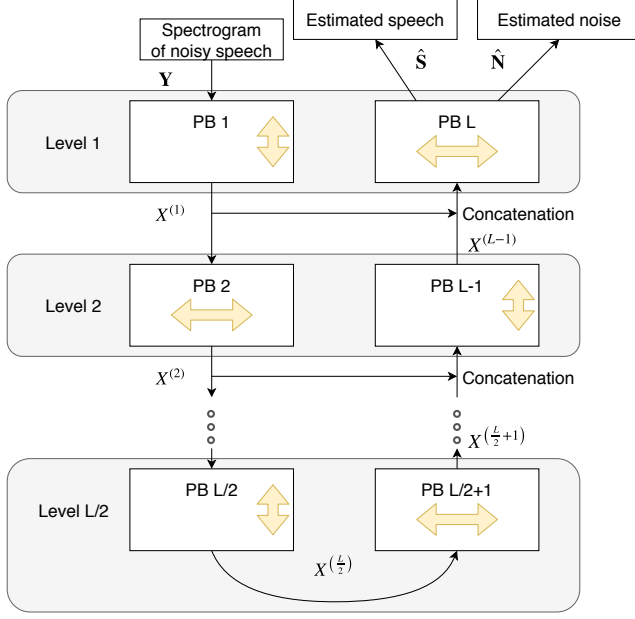 Spectrogram
of noisy speech
Estimated speech
Estimated noise
Y
Ŝ
N̂
Level 1
PB 1
PB L
X^(1)
Concatenation
X^(L−1)
Level 2
PB 2
PB L-1
X^(2)
Concatenation
X^(L/2+1)
Level L/2
PB L/2
PB L/2+1
X^(L/2)